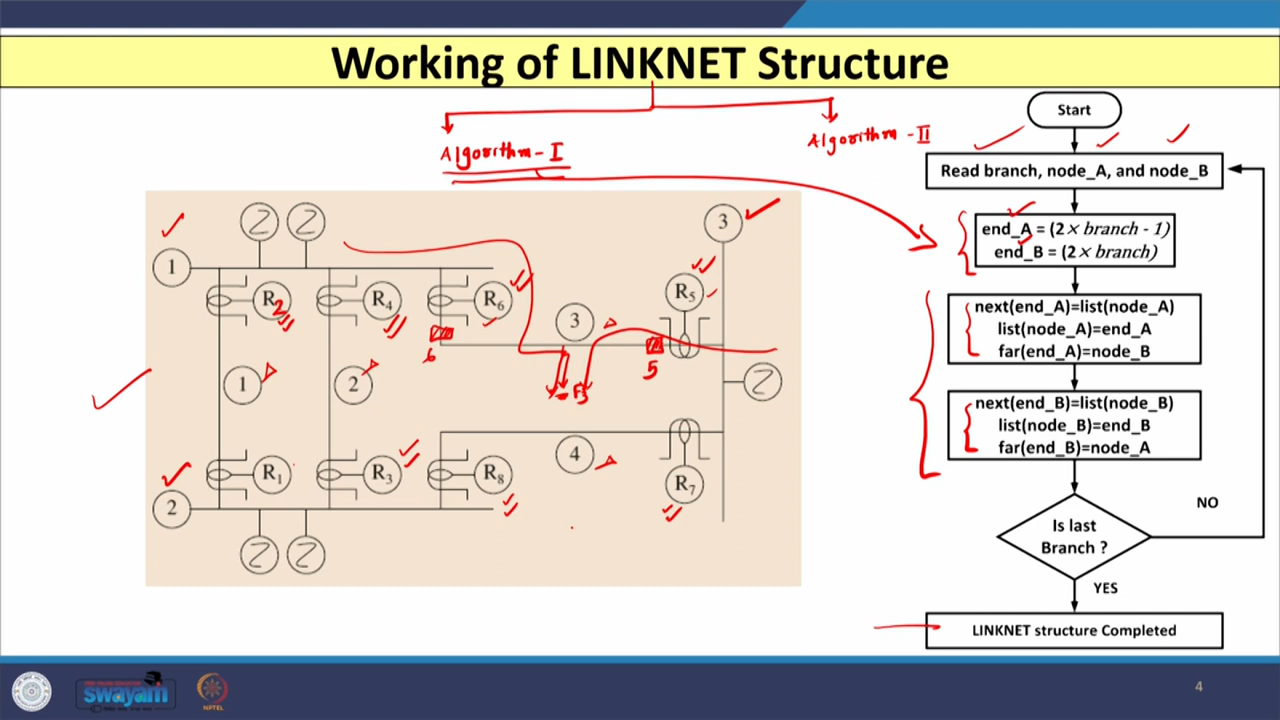 Working of LINKNET Structure
Algorithm - I
Algorithm - II
Start
Read branch, node_A, and node_B
end_A = (2 × branch - 1)
end_B = (2 × branch)
next(end_A)=list(node_A)
list(node_A)=end_A
far(end_A)=node_B
next(end_B)=list(node_B)
list(node_B)=end_B
far(end_B)=node_A
Is last
Branch ?
NO
YES
LINKNET structure Completed
3
1
R2
R4
R6
R5
3
6
5
1
2
R1
R3
R8
4
R7
2
swayam
NPTEL
4